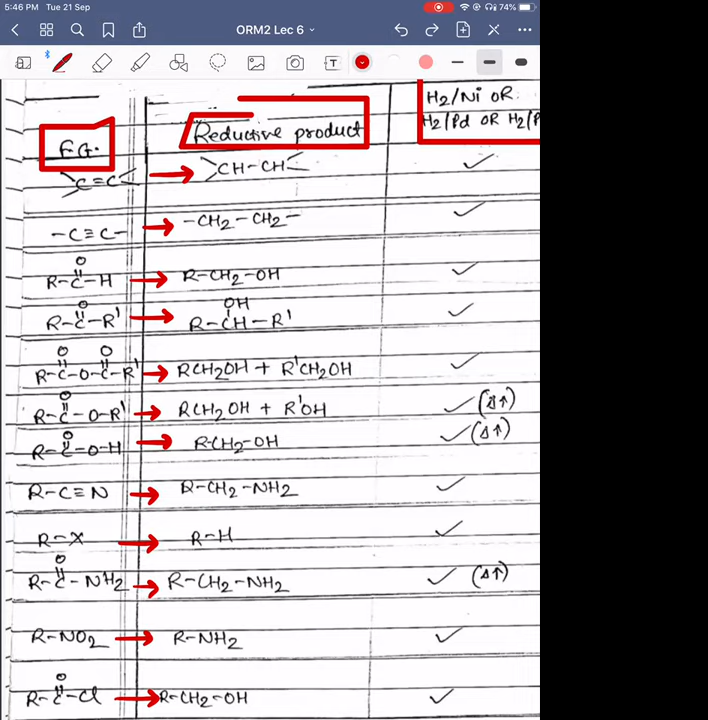 5:46 PM Tue 21 Sep
74%
ORM2 Lec 6
T
H2/Ni OR
H2/Pd OR H2/P
F.G.
Reductive product
>C=C< → >CH-CH<
-C≡C- → -CH2-CH2- ✓
R-C(=O)-H → R-CH2-OH ✓
R-C(=O)-R' → R-CH(OH)-R' ✓
R-C(=O)-O-C(=O)-R' → RCH2OH + R'CH2OH ✓
R-C(=O)-O-R' → RCH2OH + R'OH ✓ (Δ↑)
R-C(=O)-O-H → R-CH2-OH ✓ (Δ↑)
R-C≡N → R-CH2-NH2 ✓
R-X → R-H ✓
R-C(=O)-NH2 → R-CH2-NH2 ✓ (Δ↑)
R-NO2 → R-NH2 ✓
R-C(=O)-Cl → R-CH2-OH ✓